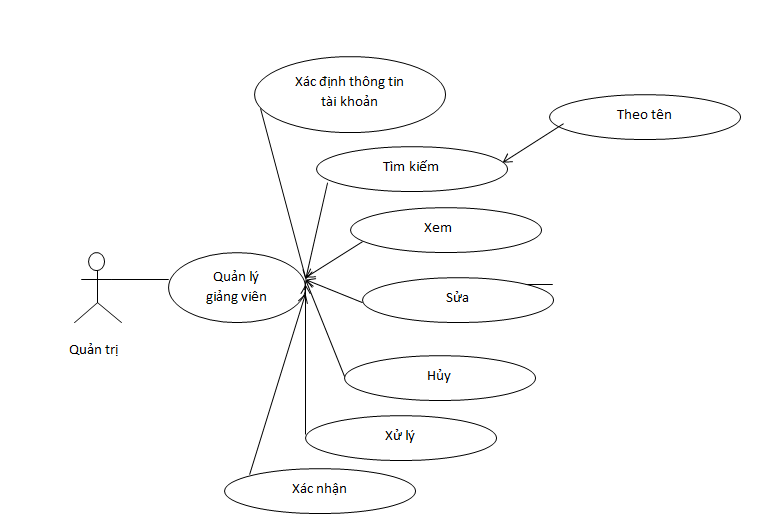 Xác định thông tin
tài khoản
Theo tên
Tìm kiếm
Xem
Quản lý
giảng viên
Sửa
Quản trị
Hủy
Xử lý
Xác nhận